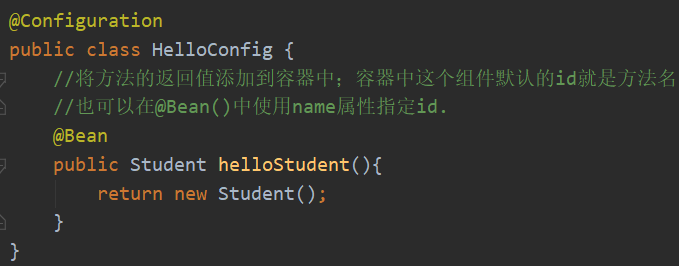 @Configuration
public class HelloConfig {
//将方法的返回值添加到容器中；容器中这个组件默认的id就是方法名
//也可以在@Bean()中使用name属性指定id.
@Bean
public Student helloStudent(){
return new Student();
}
}